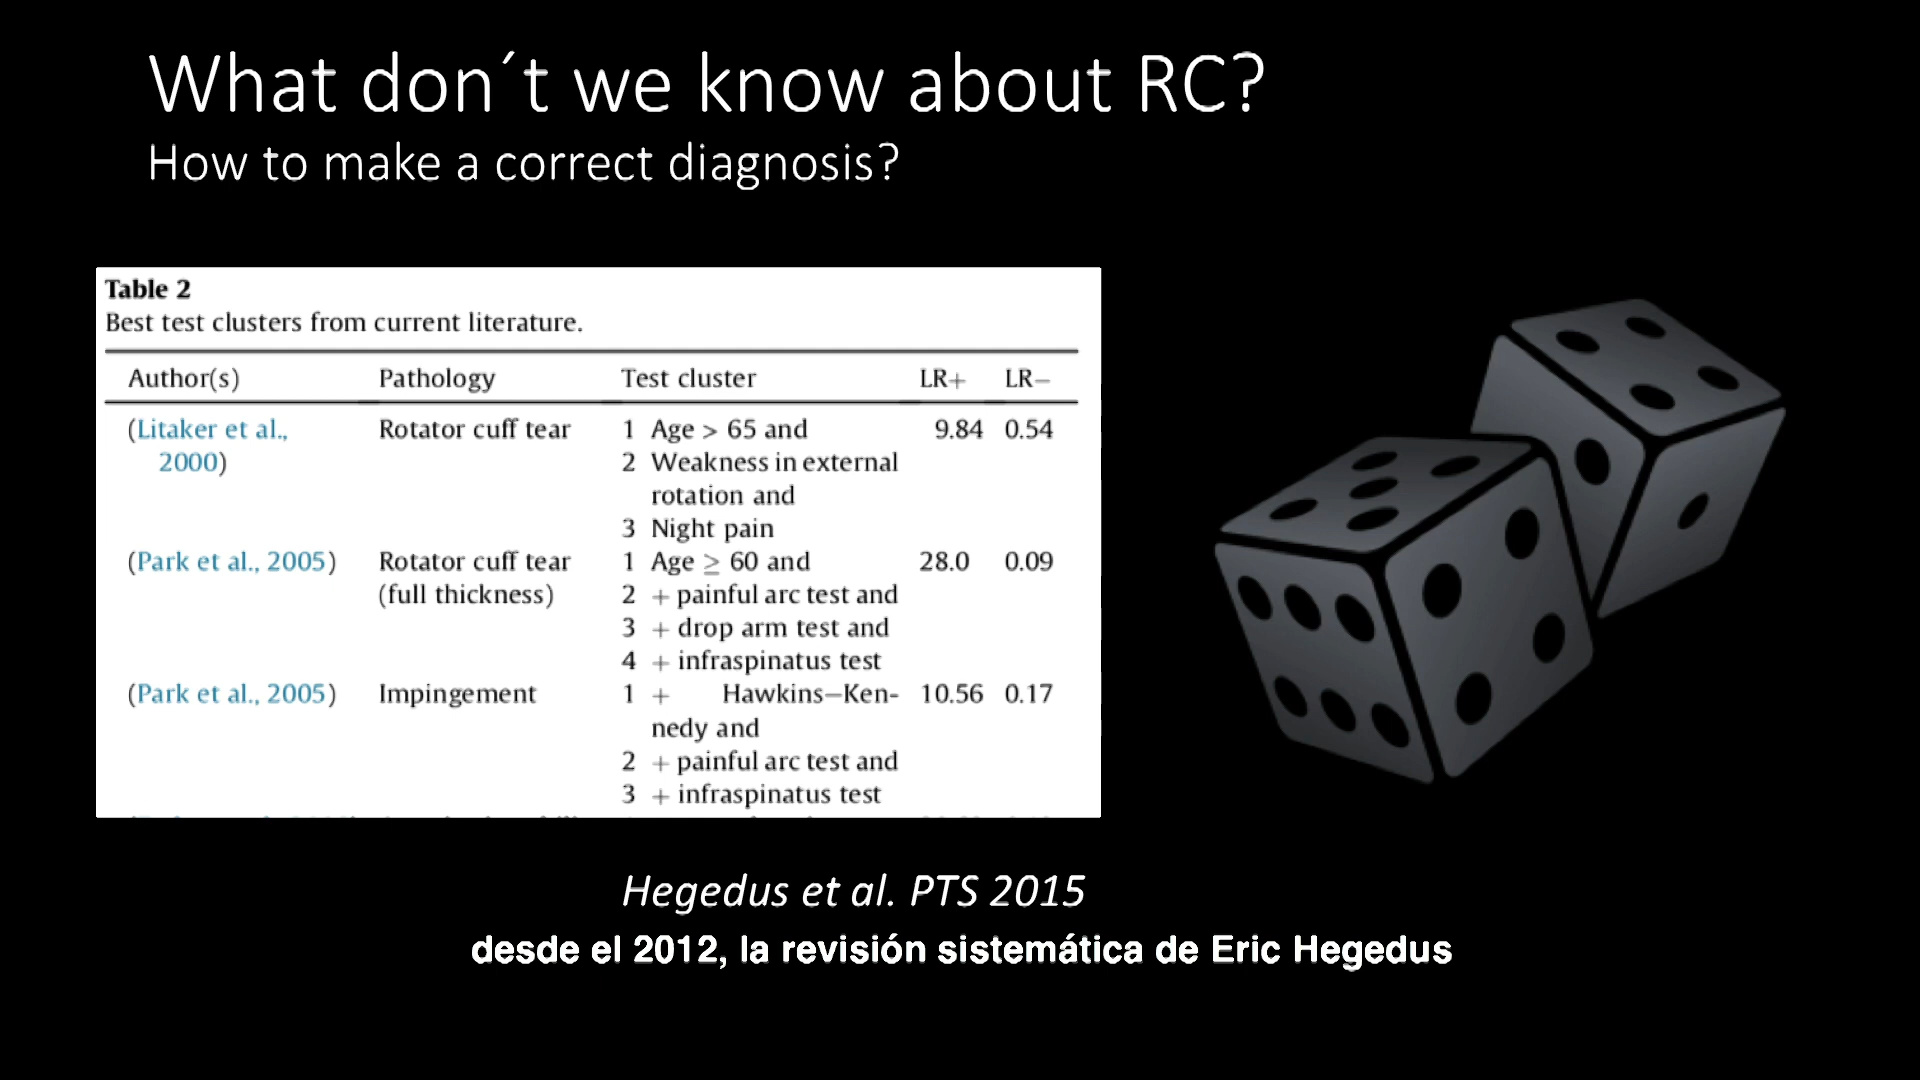 What don´t we know about RC?
How to make a correct diagnosis?
Table 2
Best test clusters from current literature.
Author(s) Pathology Test cluster LR+ LR−
(Litaker et al., Rotator cuff tear 1 Age > 65 and 9.84 0.54
2000) 2 Weakness in external
rotation and
3 Night pain
(Park et al., 2005) Rotator cuff tear 1 Age ≥ 60 and 28.0 0.09
(full thickness) 2 + painful arc test and
3 + drop arm test and
4 + infraspinatus test
(Park et al., 2005) Impingement 1 + Hawkins–Ken- 10.56 0.17
nedy and
2 + painful arc test and
3 + infraspinatus test
Hegedus et al. PTS 2015
desde el 2012, la revisión sistemática de Eric Hegedus